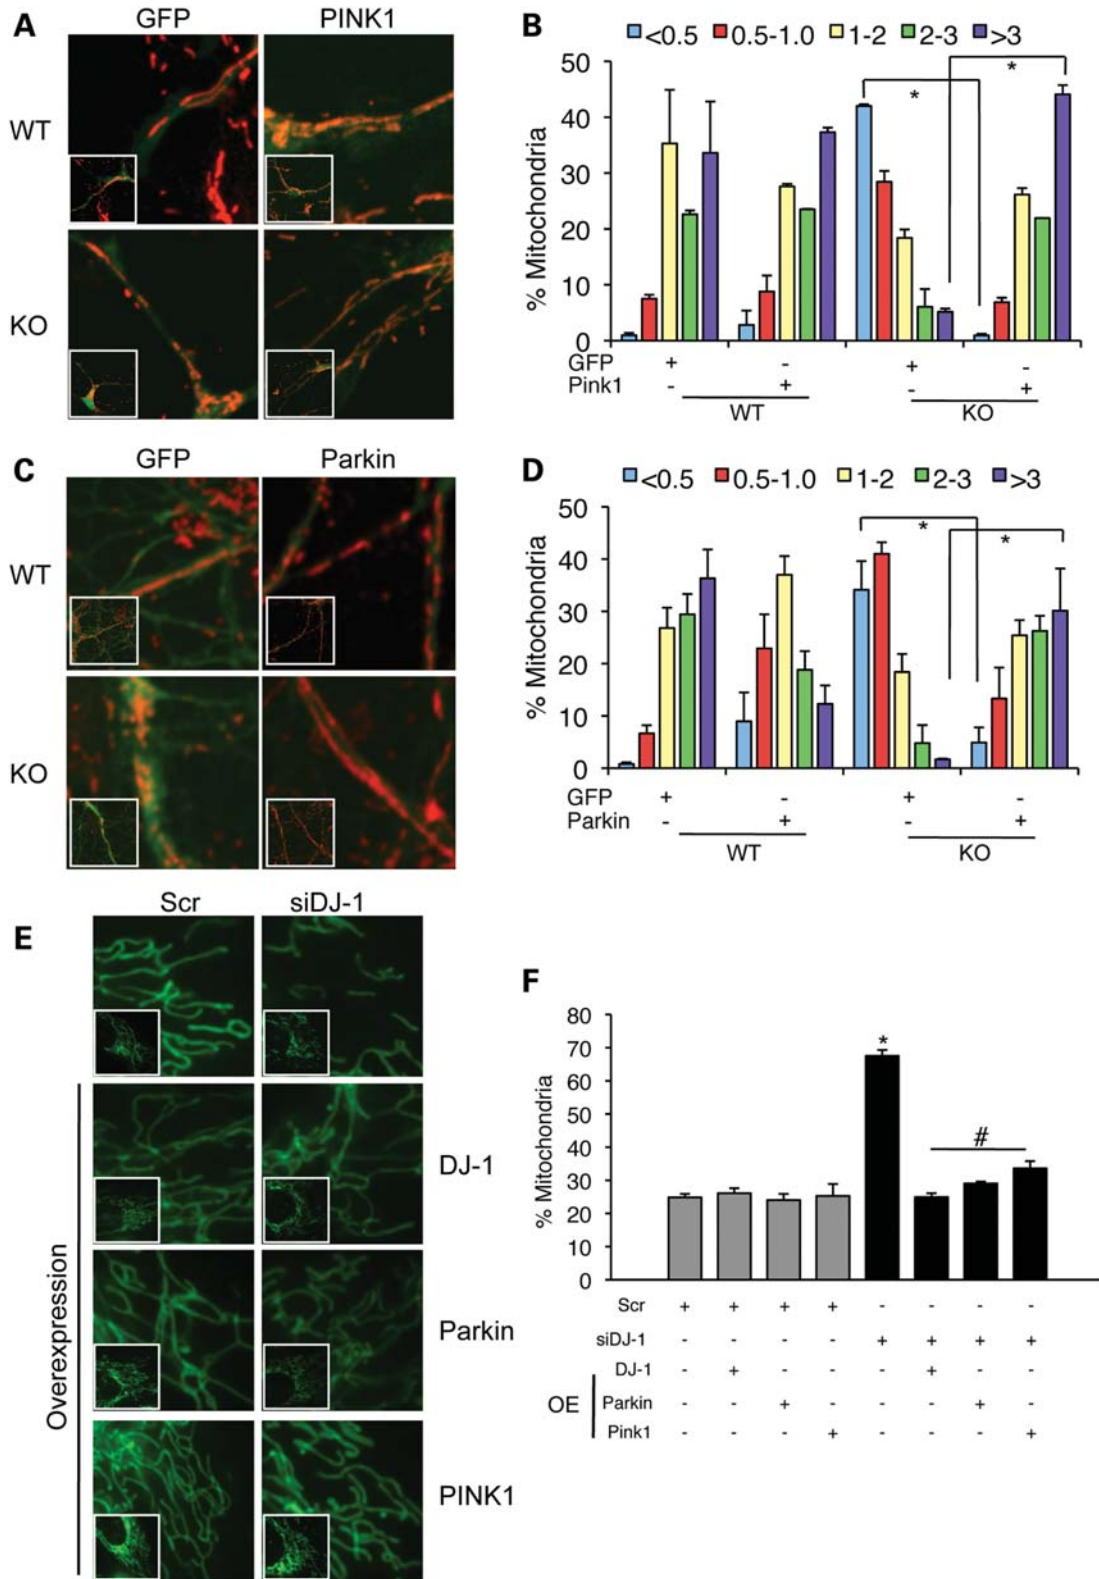 A
GFP
PINK1
WT
KO
B
<0.5 0.5-1.0 1-2 2-3 >3
% Mitochondria
50
40
30
20
10
0
* *
GFP + - + -
Pink1 - + - +
WT KO
C
GFP
Parkin
WT
KO
D
<0.5 0.5-1.0 1-2 2-3 >3
% Mitochondria
50
40
30
20
10
0
* *
GFP + - + -
Parkin - + - +
WT KO
E
Scr
siDJ-1
DJ-1
Parkin
PINK1
Overexpression
F
% Mitochondria
80
70
60
50
40
30
20
10
0
* #
Scr + + + + - - - -
siDJ-1 - - - - + + + +
DJ-1 - + - - - + - -
OE Parkin - - + - - - + -
Pink1 - - - + - - - +